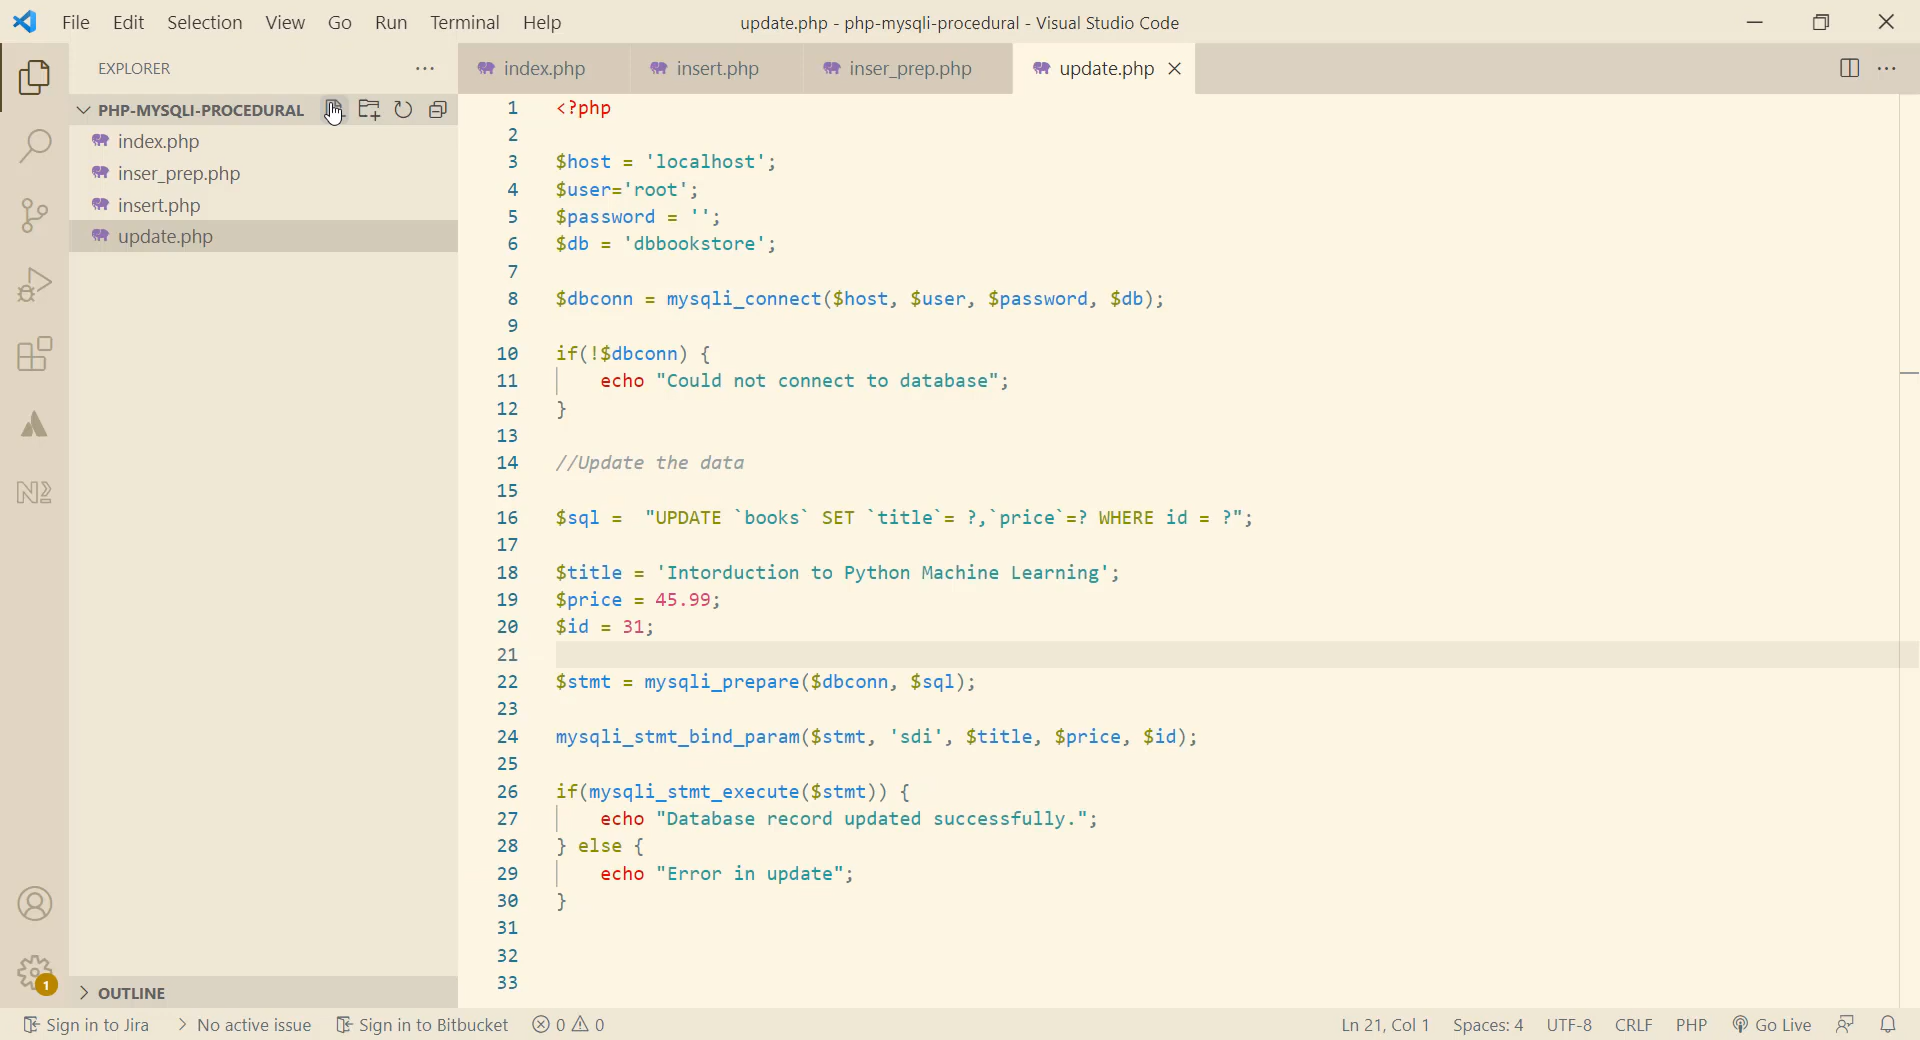 File Edit Selection View Go Run Terminal Help update.php - php-mysqli-procedural - Visual Studio Code
EXPLORER
PHP-MYSQLI-PROCEDURAL
index.php
inser_prep.php
insert.php
update.php
OUTLINE
index.php insert.php inser_prep.php update.php
1 <?php
2
3 $host = 'localhost';
4 $user='root';
5 $password = '';
6 $db = 'dbbookstore';
7
8 $dbconn = mysqli_connect($host, $user, $password, $db);
9
10 if(!$dbconn) {
11 echo "Could not connect to database";
12 }
13
14 //Update the data
15
16 $sql =  "UPDATE `books` SET `title`= ?,`price`=? WHERE id = ?";
17
18 $title = 'Intorduction to Python Machine Learning';
19 $price = 45.99;
20 $id = 31;
21
22 $stmt = mysqli_prepare($dbconn, $sql);
23
24 mysqli_stmt_bind_param($stmt, 'sdi', $title, $price, $id);
25
26 if(mysqli_stmt_execute($stmt)) {
27 echo "Database record updated successfully.";
28 } else {
29 echo "Error in update";
30 }
31
32
33
1
Sign in to Jira No active issue Sign in to Bitbucket 0 0 Ln 21, Col 1 Spaces: 4 UTF-8 CRLF PHP Go Live